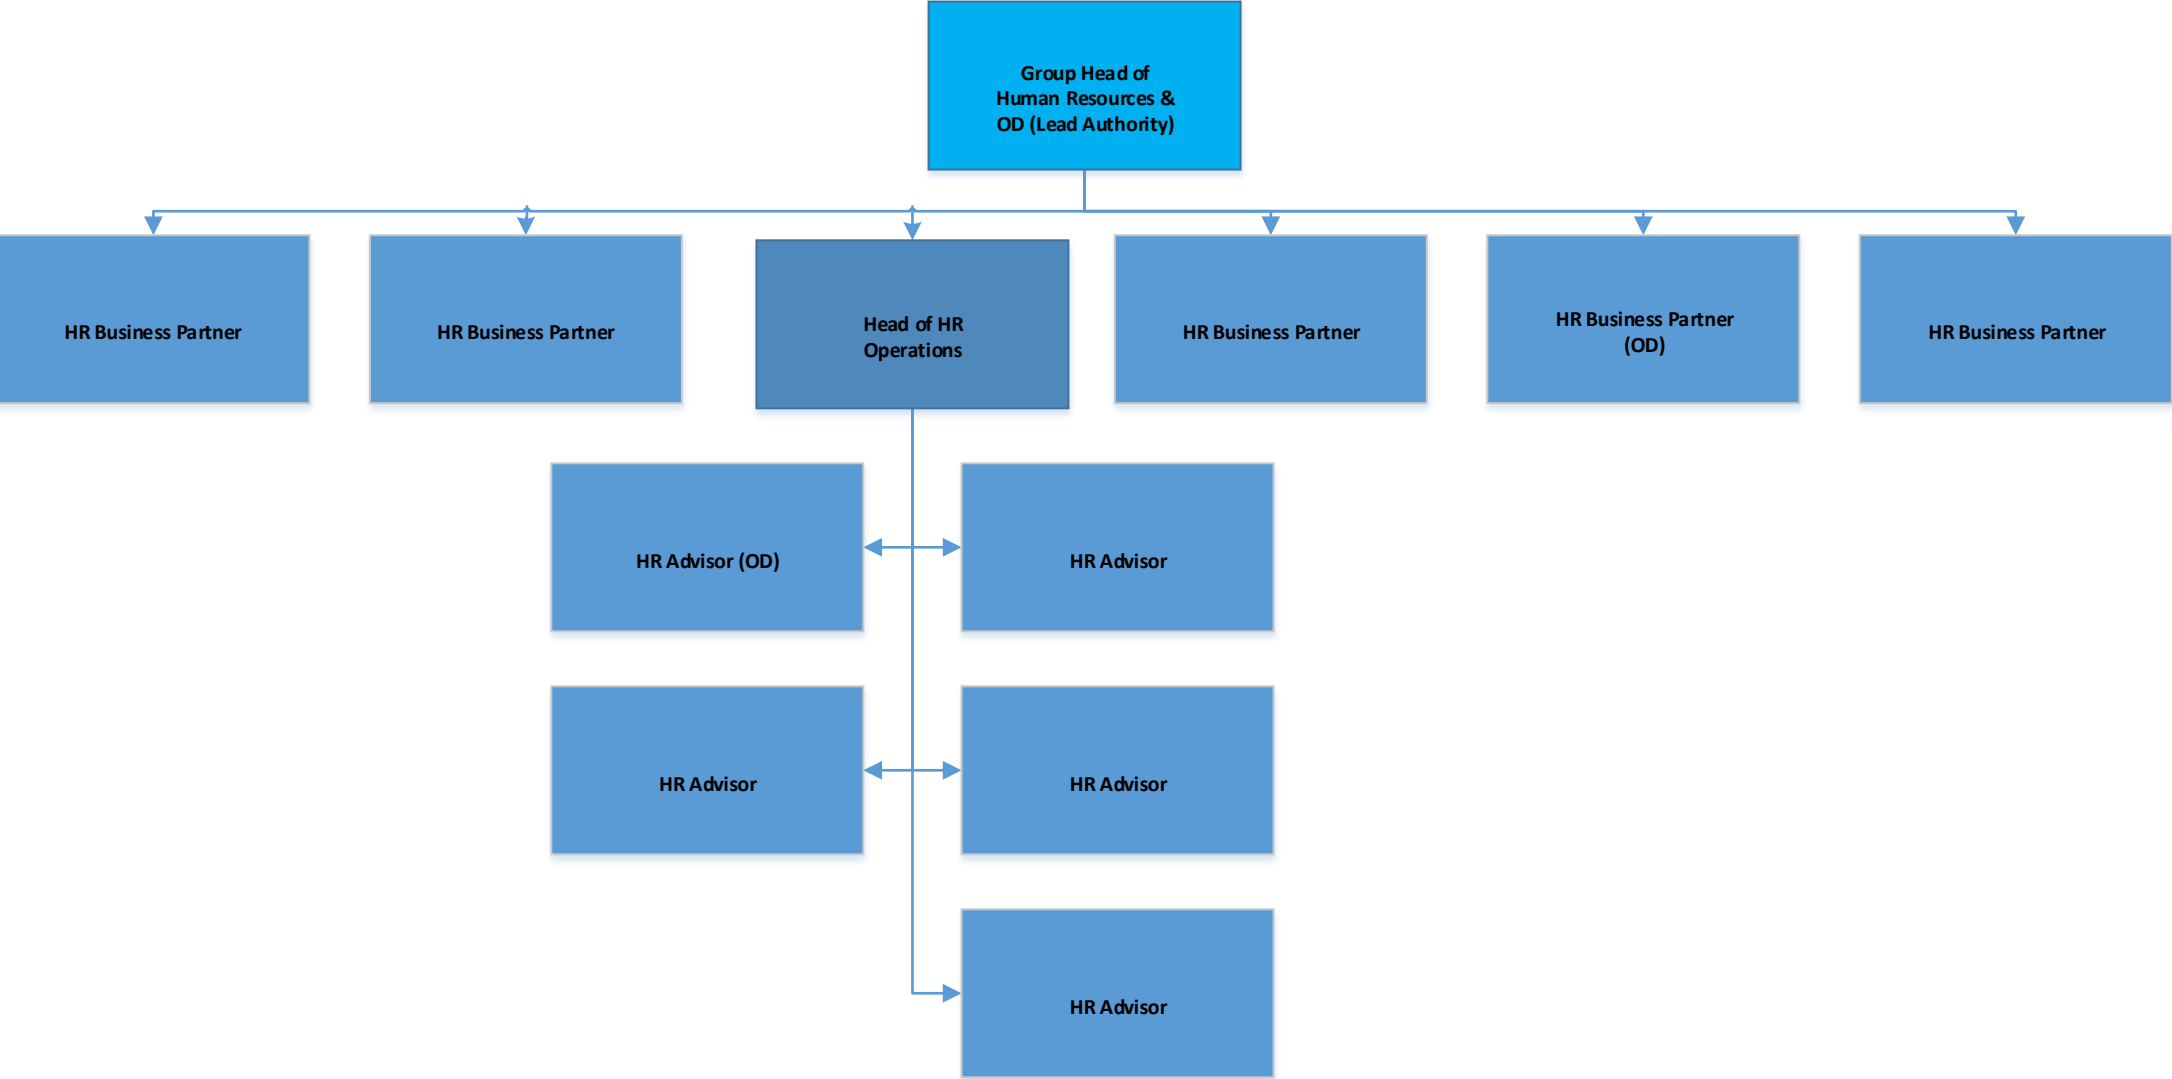 Group Head of
Human Resources &
OD (Lead Authority)
HR Business Partner
HR Business Partner
Head of HR
Operations
HR Business Partner
HR Business Partner
(OD)
HR Business Partner
HR Advisor (OD)
HR Advisor
HR Advisor
HR Advisor
HR Advisor